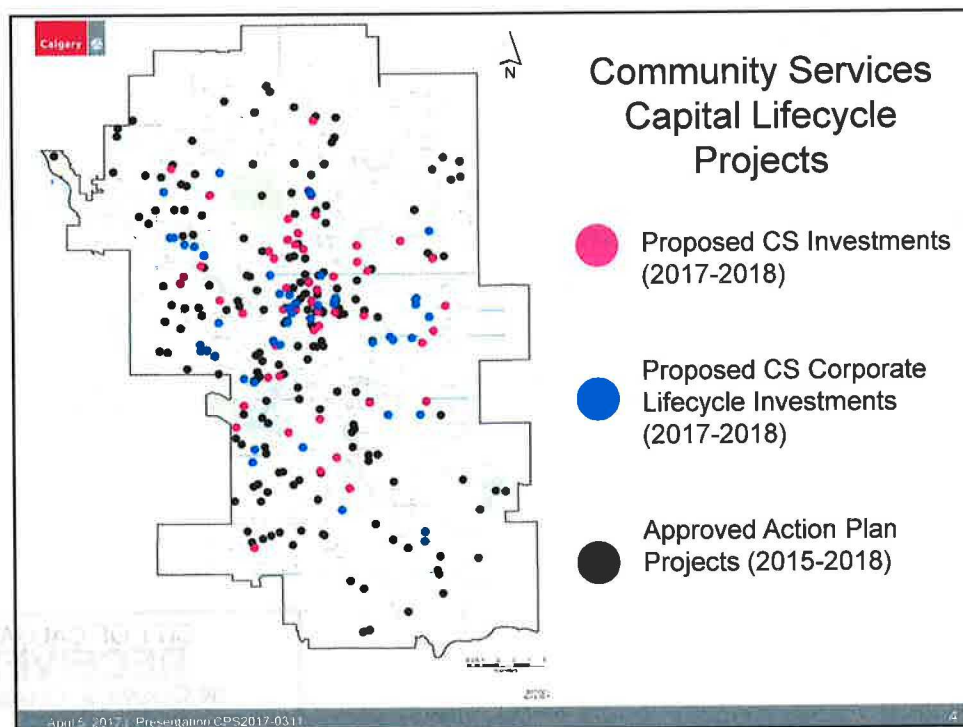 Calgary
N
Community Services
Capital Lifecycle
Projects
Proposed CS Investments
(2017-2018)
Proposed CS Corporate
Lifecycle Investments
(2017-2018)
Approved Action Plan
Projects (2015-2018)
April 5, 2017 | Presentation CPS2017-0311
4